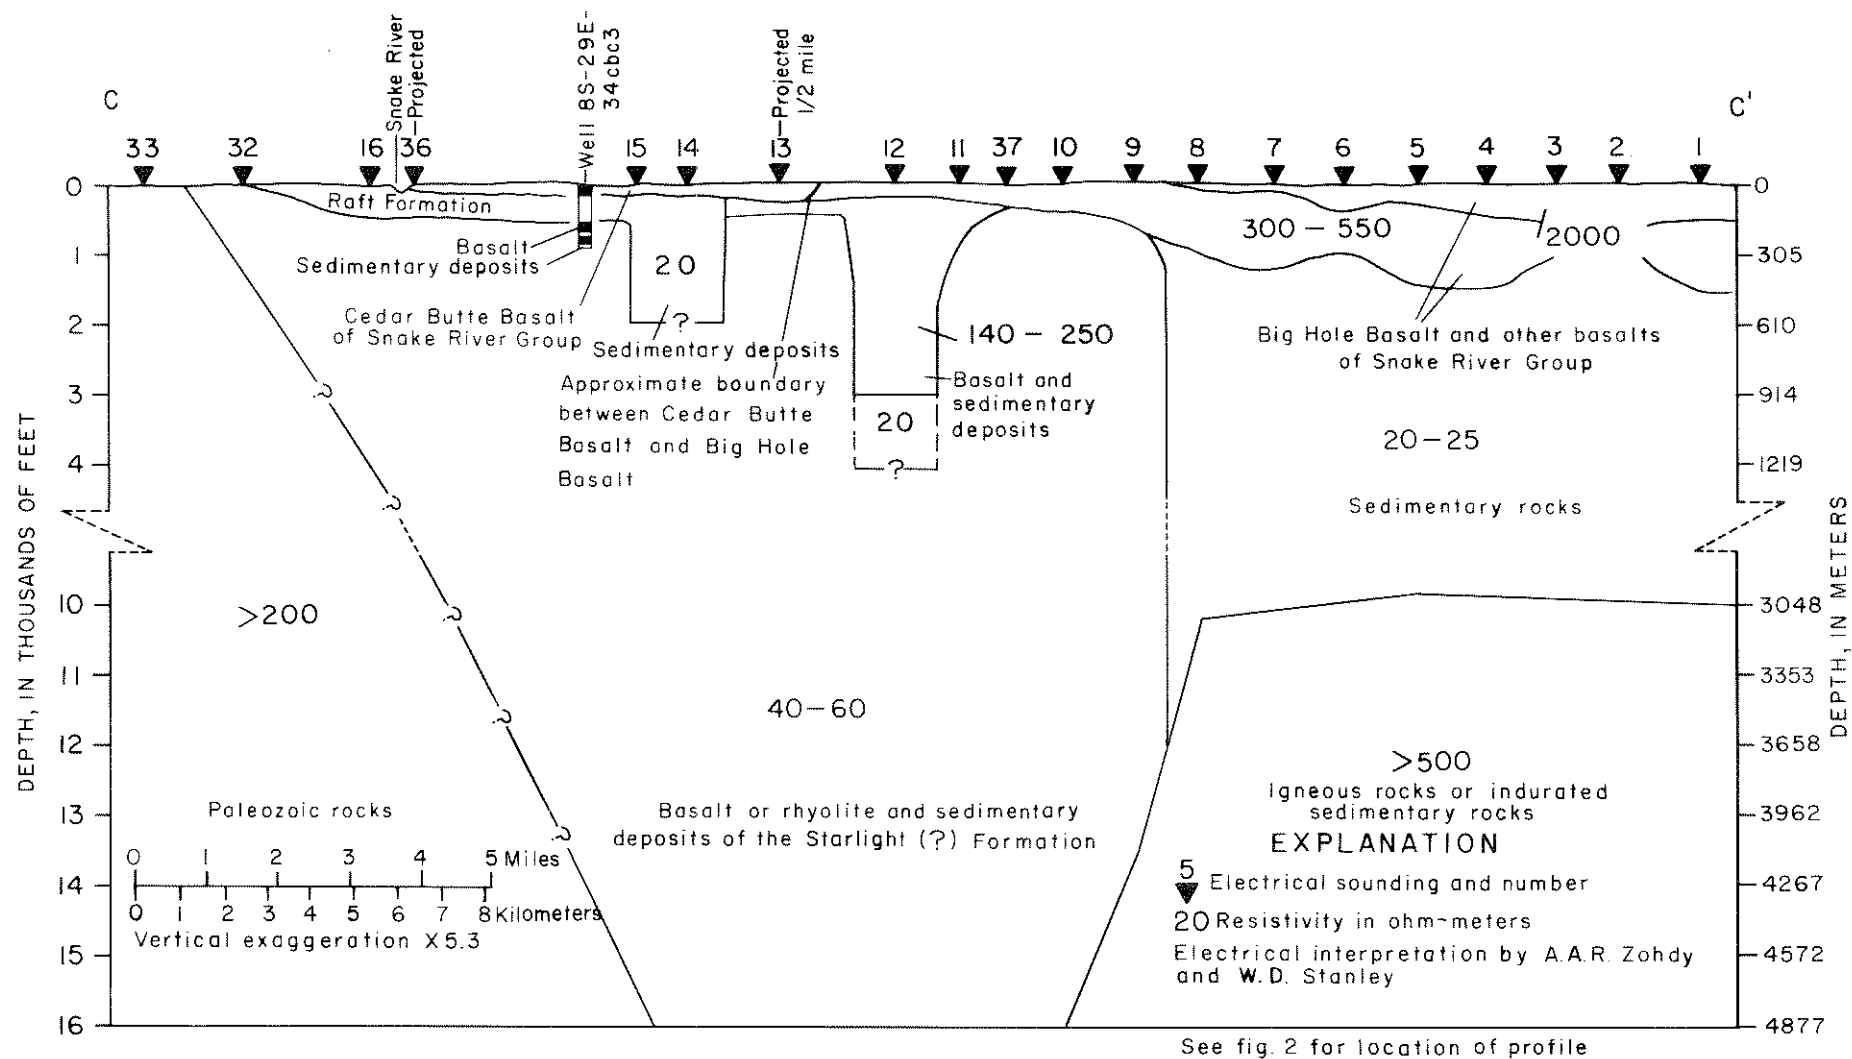 C
C'
Snake River
36—Projected
Well 8S-29E-
34cbc3
13—Projected
1/2 mile
33
32
16
15
14
12
11
37
10
9
8
7
6
5
4
3
2
1
DEPTH, IN THOUSANDS OF FEET
0
1
2
3
4
10
11
12
13
14
15
16
DEPTH, IN METERS
0
305
610
914
1219
3048
3353
3658
3962
4267
4572
4877
Raft Formation
Basalt
Sedimentary deposits
Cedar Butte Basalt
of Snake River Group
20
?
Sedimentary deposits
Approximate boundary
between Cedar Butte
Basalt and Big Hole
Basalt
140-250
Basalt and
sedimentary
deposits
20
?
300-550
2000
Big Hole Basalt and other basalts
of Snake River Group
20-25
Sedimentary rocks
?
?
?
?
?
>200
Paleozoic rocks
40-60
Basalt or rhyolite and sedimentary
deposits of the Starlight (?) Formation
>500
Igneous rocks or indurated
sedimentary rocks
0 1 2 3 4 5 Miles
0 1 2 3 4 5 6 7 8 Kilometers
Vertical exaggeration X5.3
EXPLANATION
5
Electrical sounding and number
20 Resistivity in ohm-meters
Electrical interpretation by A.A.R. Zohdy
and W.D. Stanley
See fig. 2 for location of profile